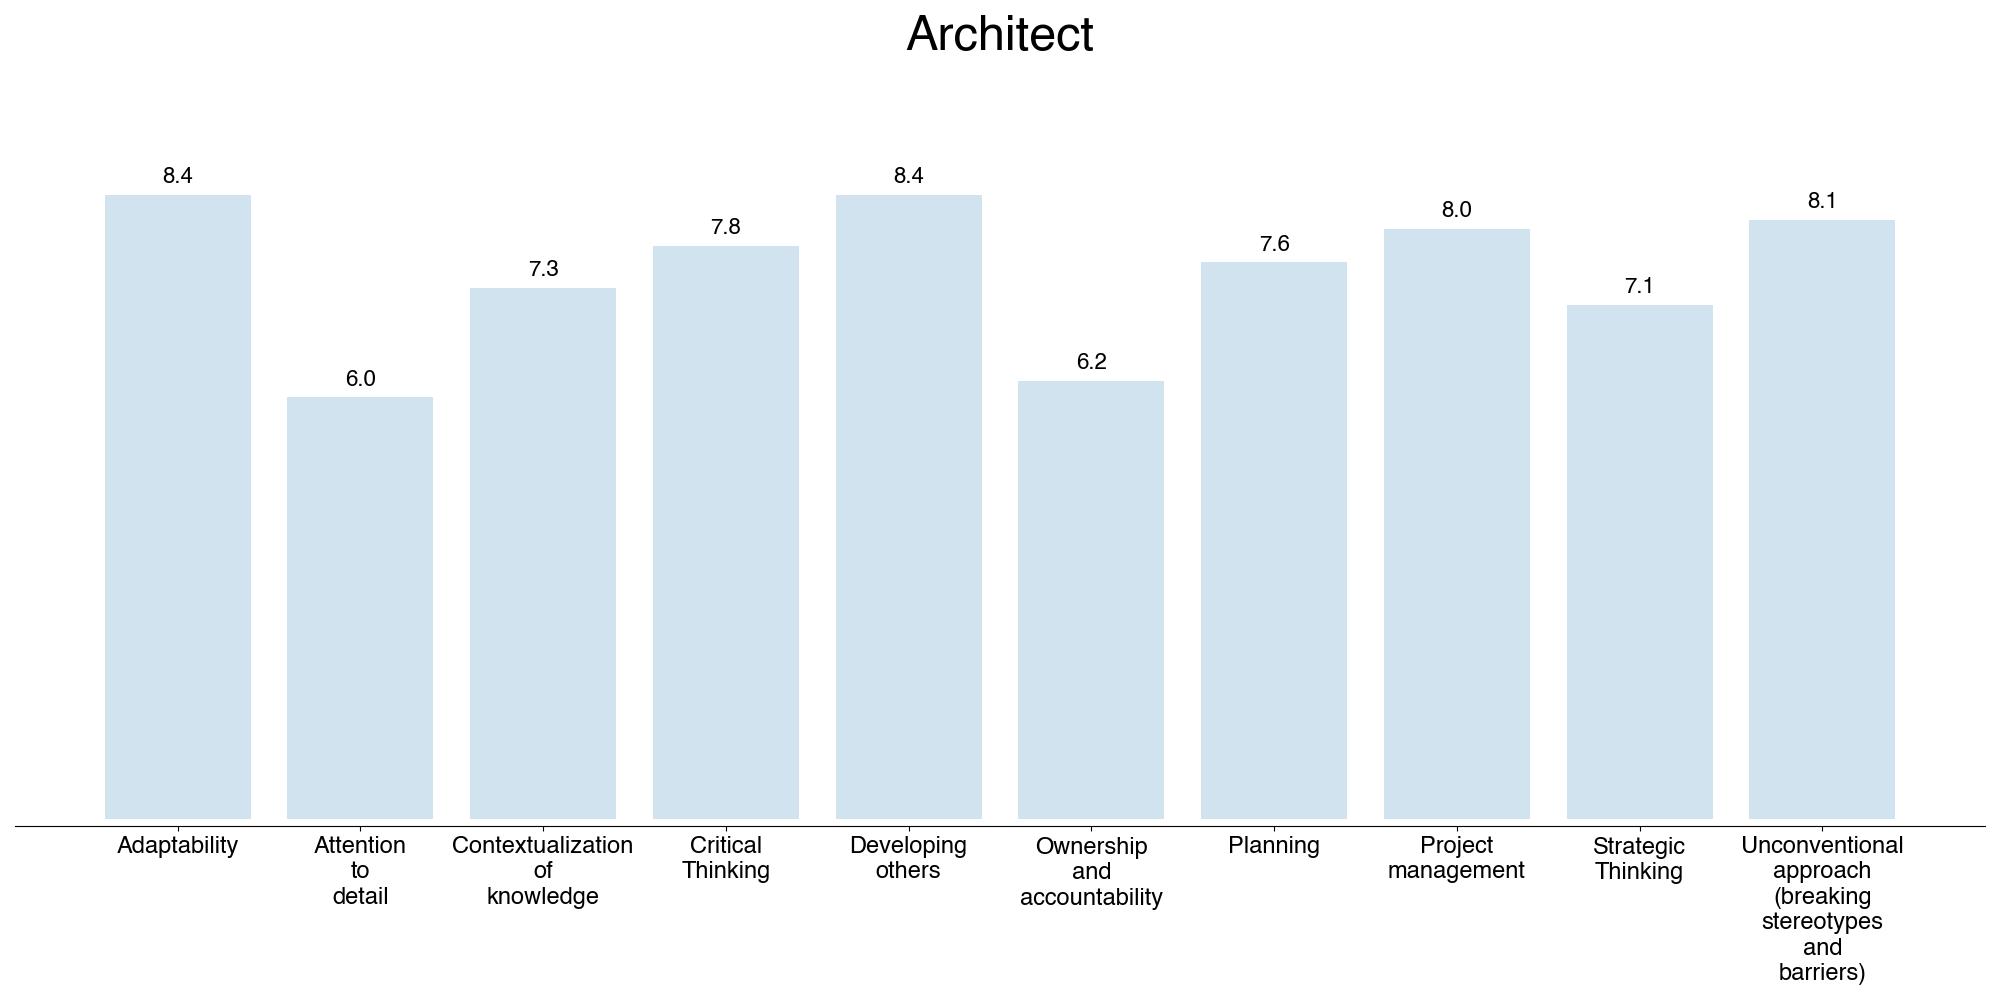 Architect
8.4
6.0
7.3
7.8
8.4
6.2
7.6
8.0
7.1
8.1
Adaptability
Attention
to
detail
Contextualization
of
knowledge
Critical
Thinking
Developing
others
Ownership
and
accountability
Planning
Project
management
Strategic
Thinking
Unconventional
approach
(breaking
stereotypes
and
barriers)